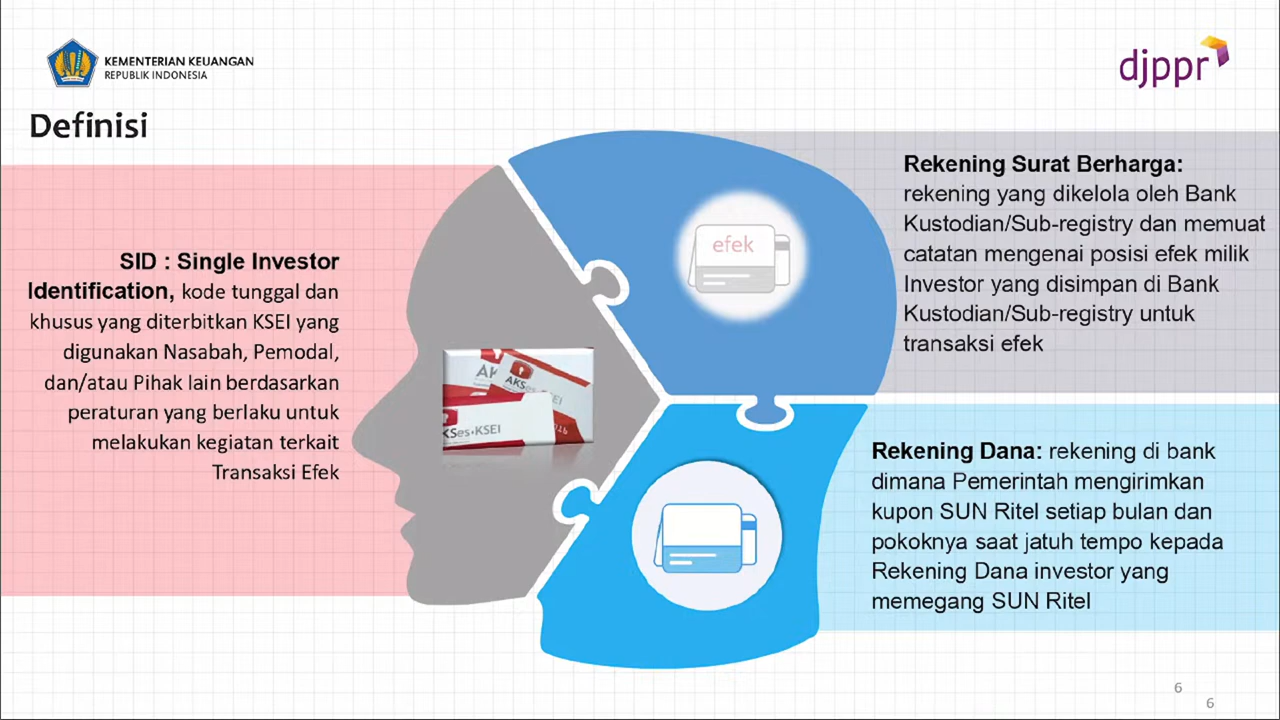 KEMENTERIAN KEUANGAN
REPUBLIK INDONESIA
djppr
Definisi
SID : Single Investor
Identification, kode tunggal dan
khusus yang diterbitkan KSEI yang
digunakan Nasabah, Pemodal,
dan/atau Pihak lain berdasarkan
peraturan yang berlaku untuk
melakukan kegiatan terkait
Transaksi Efek
efek
Rekening Surat Berharga:
rekening yang dikelola oleh Bank
Kustodian/Sub-registry dan memuat
catatan mengenai posisi efek milik
Investor yang disimpan di Bank
Kustodian/Sub-registry untuk
transaksi efek
Rekening Dana: rekening di bank
dimana Pemerintah mengirimkan
kupon SUN Ritel setiap bulan dan
pokoknya saat jatuh tempo kepada
Rekening Dana investor yang
memegang SUN Ritel
6
6